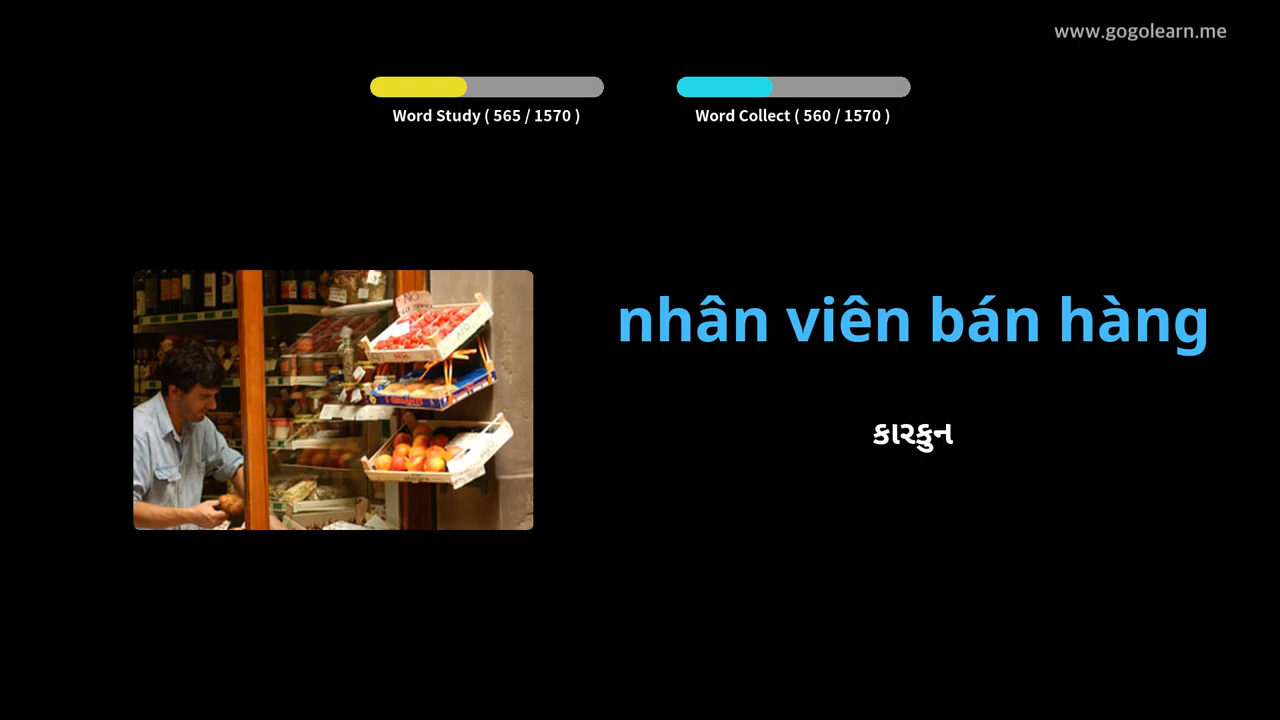 www.gogolearn.me
Word Study ( 565 / 1570 )
Word Collect ( 560 / 1570 )
nhân viên bán hàng
કારકુન